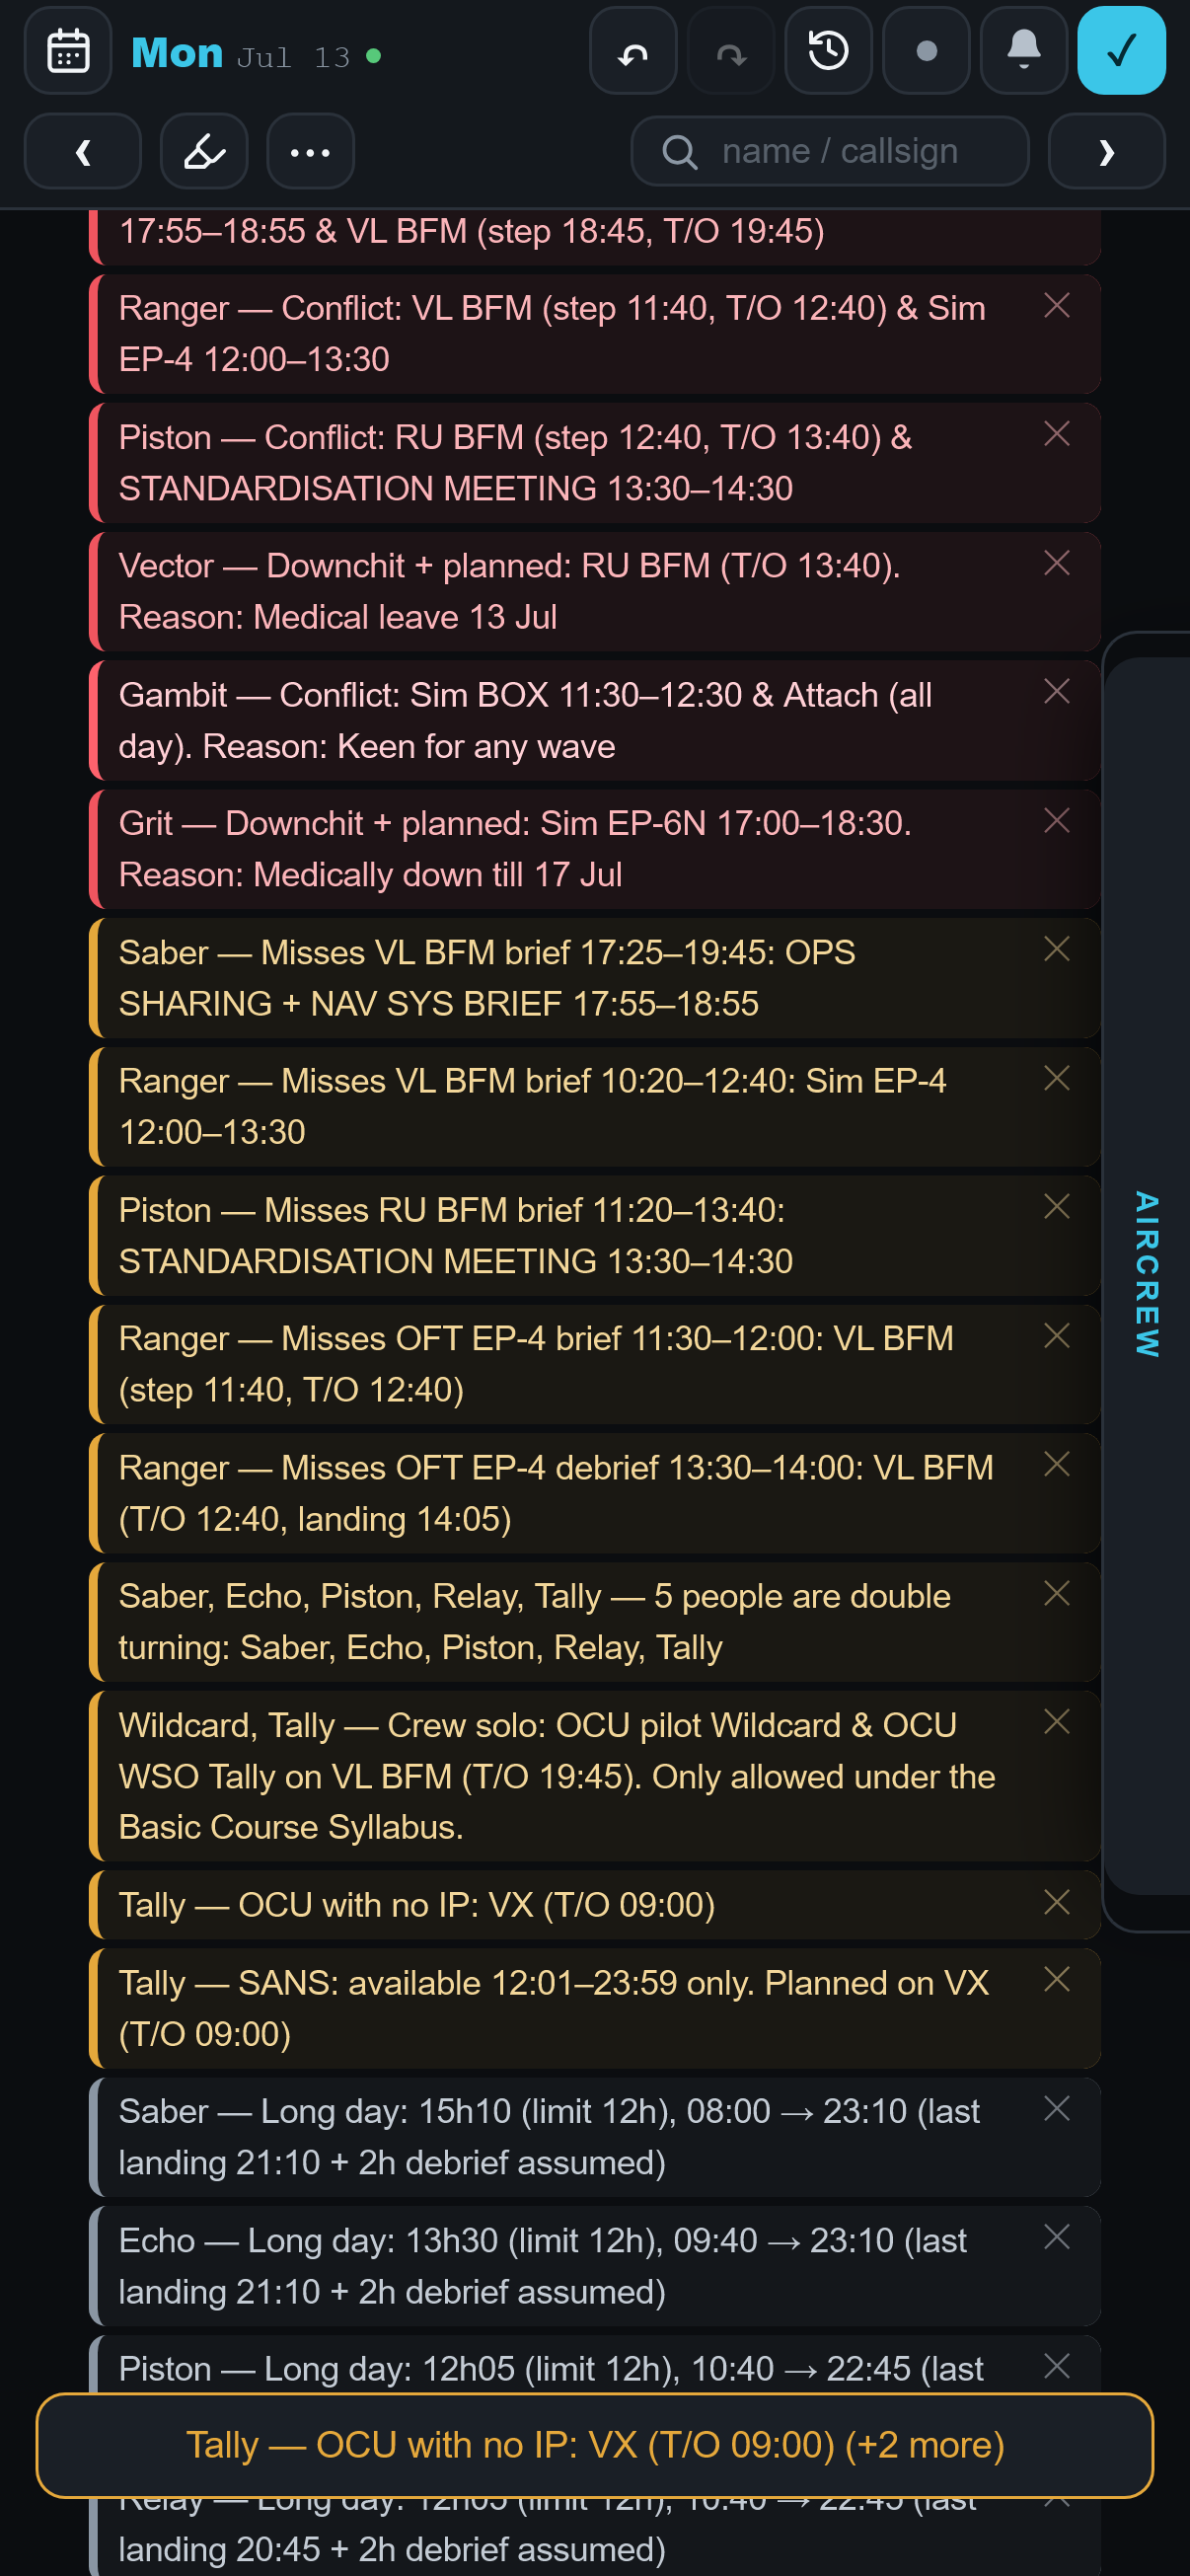 Mon Jul 13
name / callsign
17:55–18:55 & VL BFM (step 18:45, T/O 19:45)
Ranger — Conflict: VL BFM (step 11:40, T/O 12:40) & Sim
EP-4 12:00–13:30
Piston — Conflict: RU BFM (step 12:40, T/O 13:40) &
STANDARDISATION MEETING 13:30–14:30
Vector — Downchit + planned: RU BFM (T/O 13:40).
Reason: Medical leave 13 Jul
Gambit — Conflict: Sim BOX 11:30–12:30 & Attach (all
day). Reason: Keen for any wave
Grit — Downchit + planned: Sim EP-6N 17:00–18:30.
Reason: Medically down till 17 Jul
Saber — Misses VL BFM brief 17:25–19:45: OPS
SHARING + NAV SYS BRIEF 17:55–18:55
Ranger — Misses VL BFM brief 10:20–12:40: Sim EP-4
12:00–13:30
Piston — Misses RU BFM brief 11:20–13:40:
STANDARDISATION MEETING 13:30–14:30
Ranger — Misses OFT EP-4 brief 11:30–12:00: VL BFM
(step 11:40, T/O 12:40)
Ranger — Misses OFT EP-4 debrief 13:30–14:00: VL BFM
(T/O 12:40, landing 14:05)
Saber, Echo, Piston, Relay, Tally — 5 people are double
turning: Saber, Echo, Piston, Relay, Tally
Wildcard, Tally — Crew solo: OCU pilot Wildcard & OCU
WSO Tally on VL BFM (T/O 19:45). Only allowed under the
Basic Course Syllabus.
Tally — OCU with no IP: VX (T/O 09:00)
Tally — SANS: available 12:01–23:59 only. Planned on VX
(T/O 09:00)
Saber — Long day: 15h10 (limit 12h), 08:00 → 23:10 (last
landing 21:10 + 2h debrief assumed)
Echo — Long day: 13h30 (limit 12h), 09:40 → 23:10 (last
landing 21:10 + 2h debrief assumed)
Piston — Long day: 12h05 (limit 12h), 10:40 → 22:45 (last
Tally — OCU with no IP: VX (T/O 09:00) (+2 more)
Relay — Long day: 12h05 (limit 12h), 10:40 → 22:45 (last
landing 20:45 + 2h debrief assumed)
AIRCREW